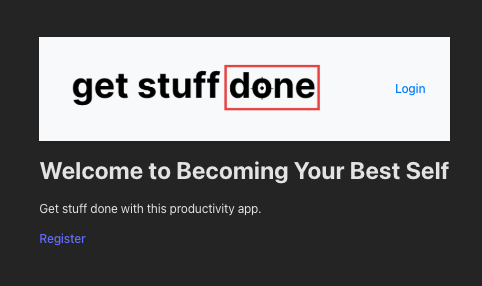 get stuff done
Login
Welcome to Becoming Your Best Self
Get stuff done with this productivity app.
Register